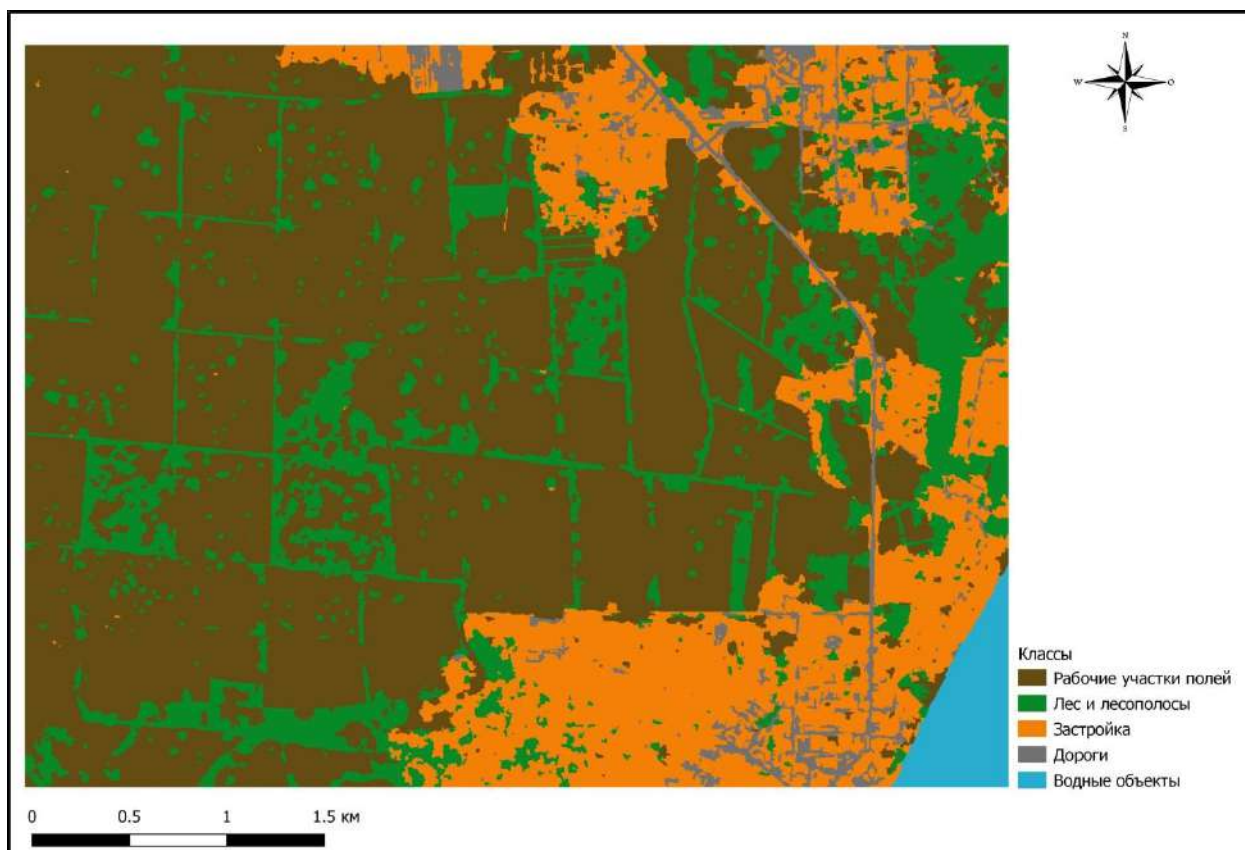 N
W O
S
Классы
Рабочие участки полей
Лес и лесополосы
Застройка
Дороги
Водные объекты
0 0.5 1 1.5 км